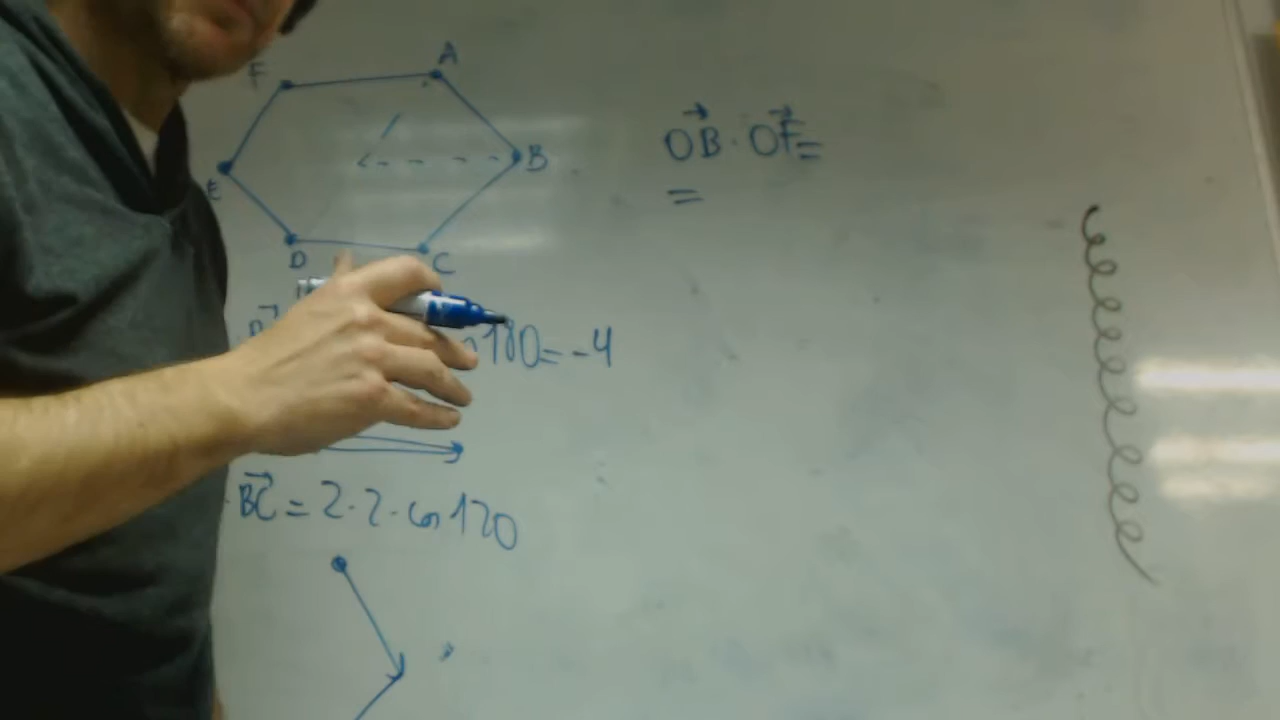 A
F
B
E
D
C
OB · OF =
=
180 = -4
BC = 2 · 2 · cos 120